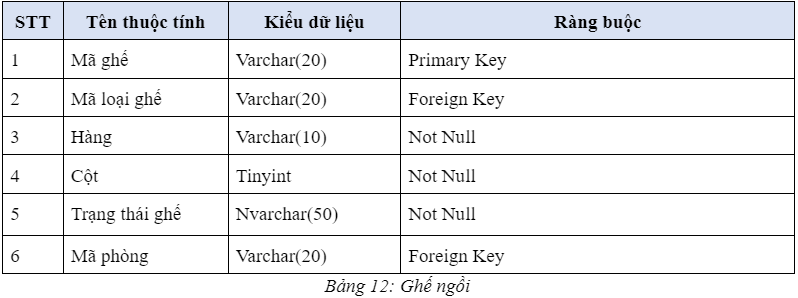 STT Tên thuộc tính Kiểu dữ liệu Ràng buộc
1 Mã ghế Varchar(20) Primary Key
2 Mã loại ghế Varchar(20) Foreign Key
3 Hàng Varchar(10) Not Null
4 Cột Tinyint Not Null
5 Trạng thái ghế Nvarchar(50) Not Null
6 Mã phòng Varchar(20) Foreign Key
Bảng 12: Ghế ngồi